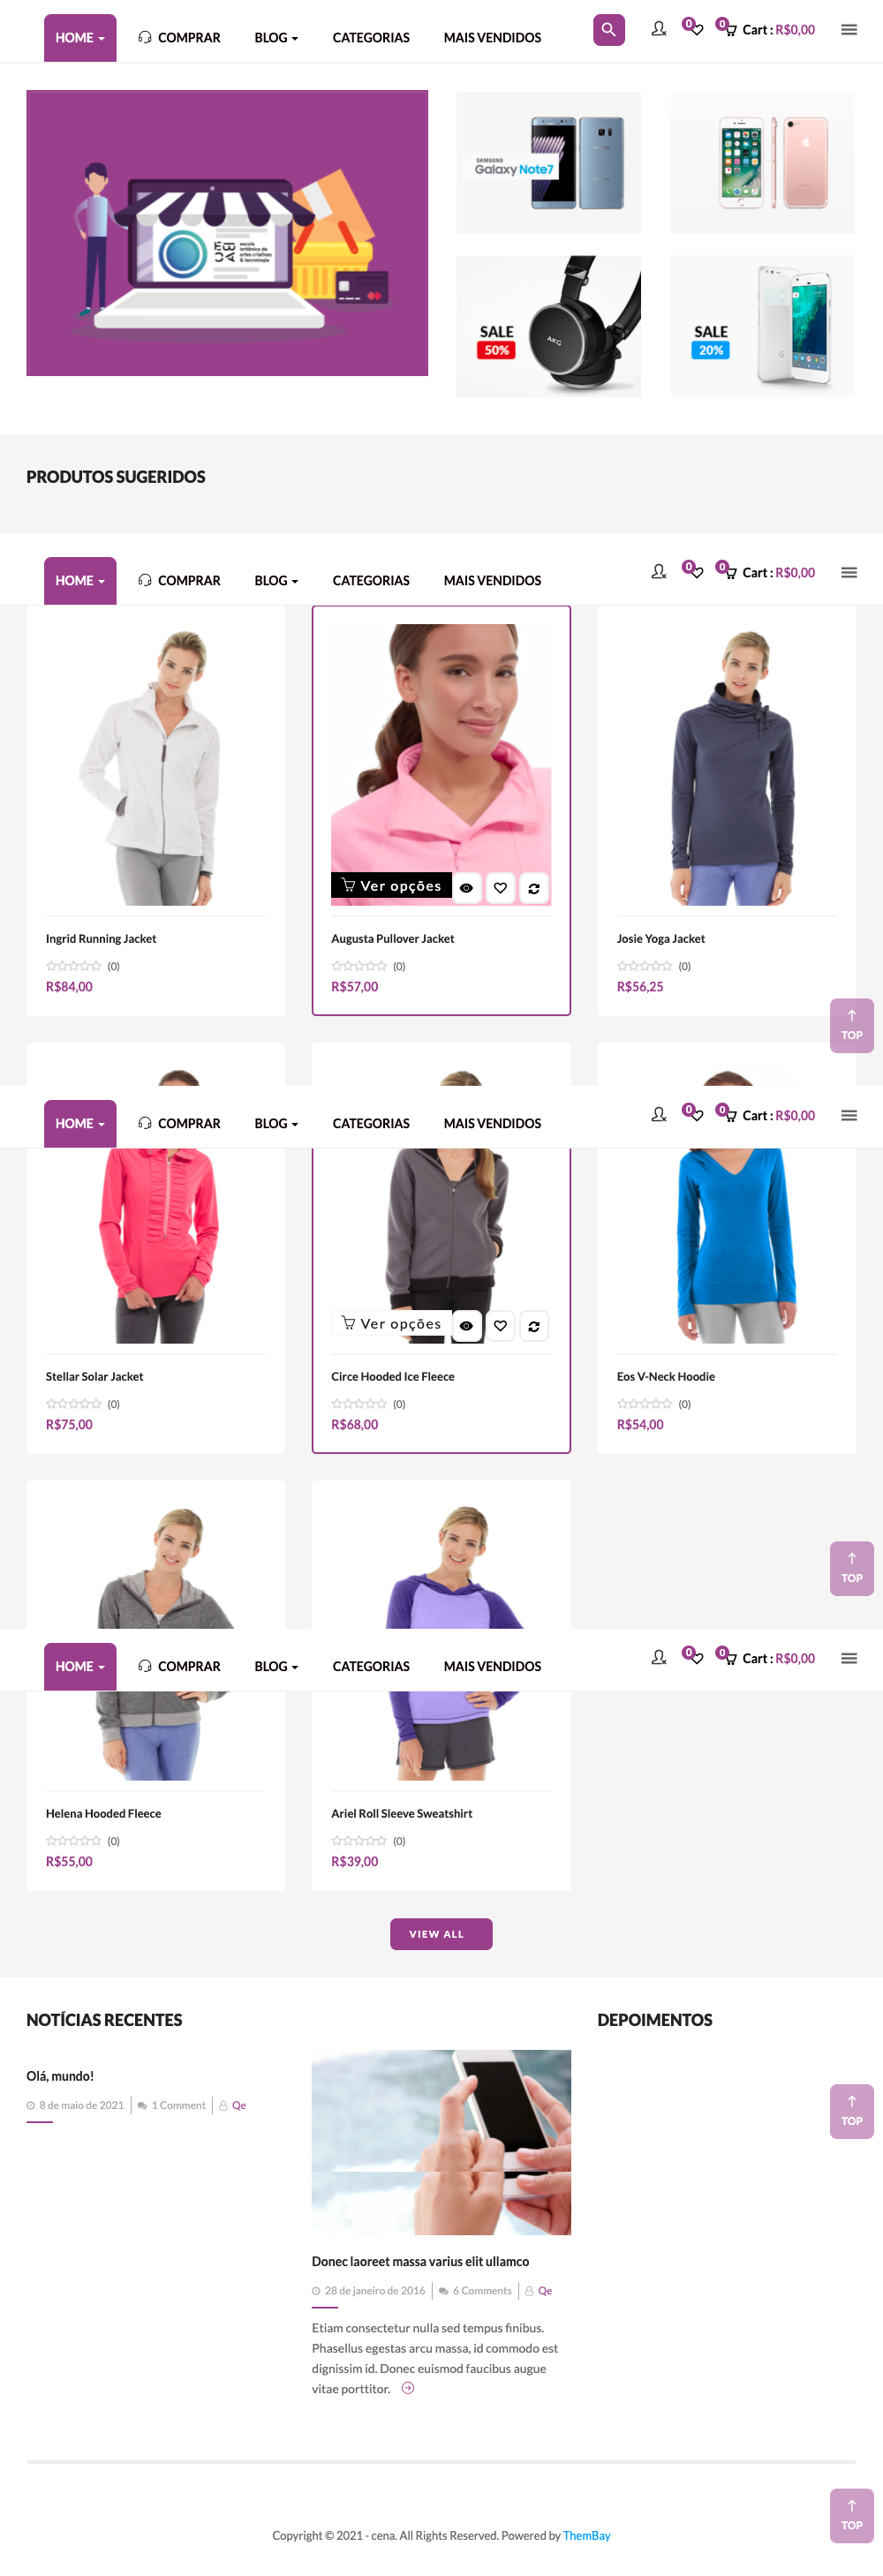 HOME
COMPRAR
BLOG
CATEGORIAS
MAIS VENDIDOS
0
0
Cart : R$0,00
EBAC
escola
britânica de
artes criativas
& tecnologia
SAMSUNG
Galaxy Note7
SALE
50%
AKG
SALE
20%
PRODUTOS SUGERIDOS
HOME
COMPRAR
BLOG
CATEGORIAS
MAIS VENDIDOS
0
0
Cart : R$0,00
Ver opções
Ingrid Running Jacket
(0)
R$84,00
Augusta Pullover Jacket
(0)
R$57,00
Josie Yoga Jacket
(0)
R$56,25
TOP
HOME
COMPRAR
BLOG
CATEGORIAS
MAIS VENDIDOS
0
0
Cart : R$0,00
Ver opções
Stellar Solar Jacket
(0)
R$75,00
Circe Hooded Ice Fleece
(0)
R$68,00
Eos V-Neck Hoodie
(0)
R$54,00
TOP
HOME
COMPRAR
BLOG
CATEGORIAS
MAIS VENDIDOS
0
0
Cart : R$0,00
Helena Hooded Fleece
(0)
R$55,00
Ariel Roll Sleeve Sweatshirt
(0)
R$39,00
VIEW ALL
NOTÍCIAS RECENTES
Olá, mundo!
8 de maio de 2021
1 Comment
Qe
Donec laoreet massa varius elit ullamco
28 de janeiro de 2016
6 Comments
Qe
Etiam consectetur nulla sed tempus finibus.
Phasellus egestas arcu massa, id commodo est
dignissim id. Donec euismod faucibus augue
vitae porttitor.
DEPOIMENTOS
TOP
TOP
Copyright © 2021 - cena. All Rights Reserved. Powered by ThemBay